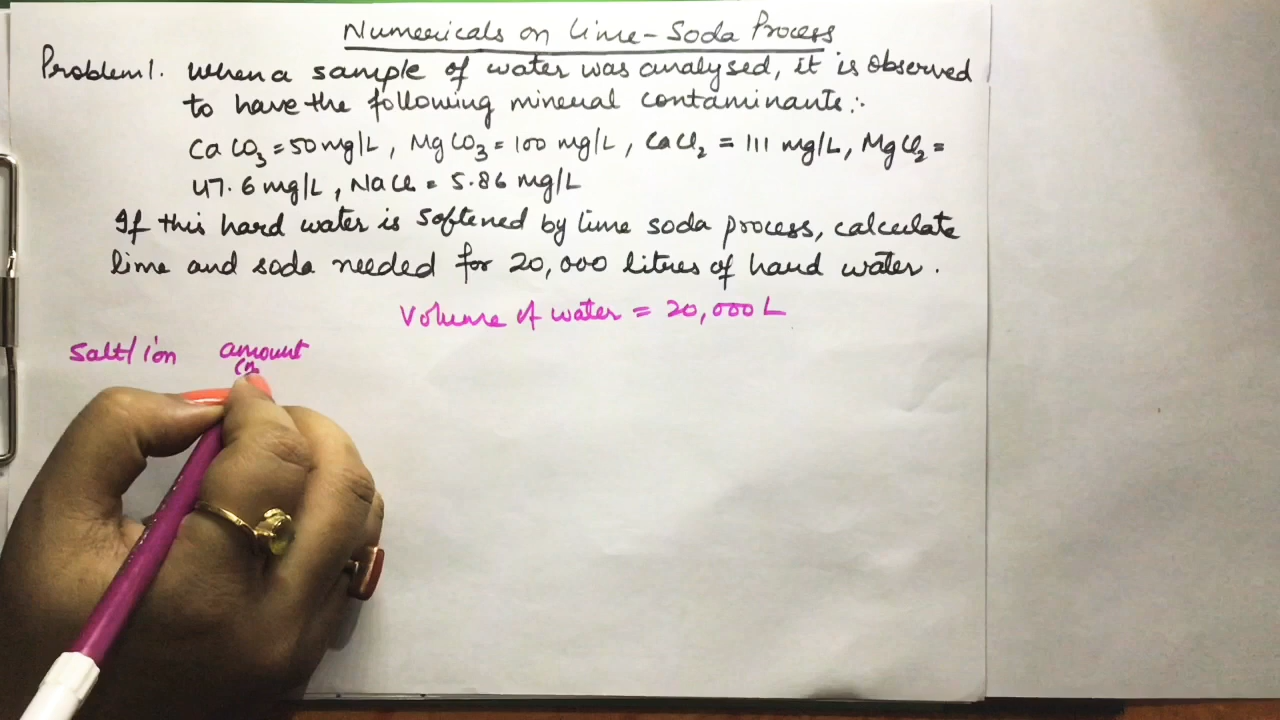 Numericals on Lime-Soda Process
Problem 1. When a sample of water was analysed, it is observed
to have the following mineral contaminants:-
CaCO₃ = 50 mg/L, MgCO₃ = 100 mg/L, CaCl₂ = 111 mg/L, MgCl₂ =
47.6 mg/L, NaCl = 5.86 mg/L
If this hard water is softened by lime soda process, calculate
lime and soda needed for 20,000 litres of hard water.
Volume of water = 20,000 L
Salt/ion amount